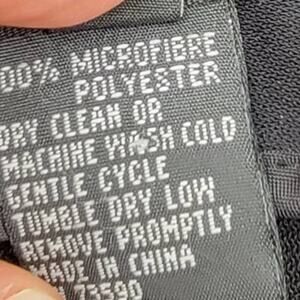 00% MICROFIBRE
POLYESTER
DRY CLEAN OR
MACHINE WASH COLD
GENTLE CYCLE
TUMBLE DRY LOW
REMOVE PROMPTLY
MADE IN CHINA